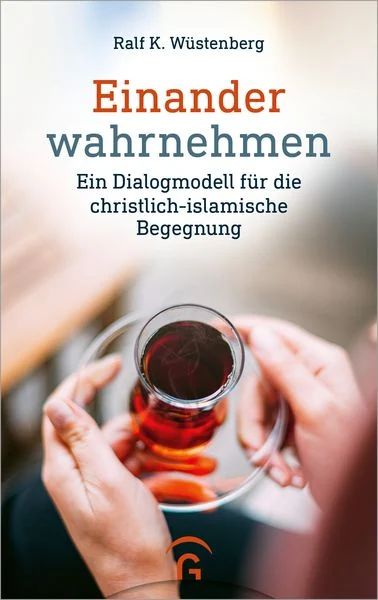 Ralf K. Wüstenberg
Einander
wahrnehmen
Ein Dialogmodell für die
christlich-islamische
Begegnung
G